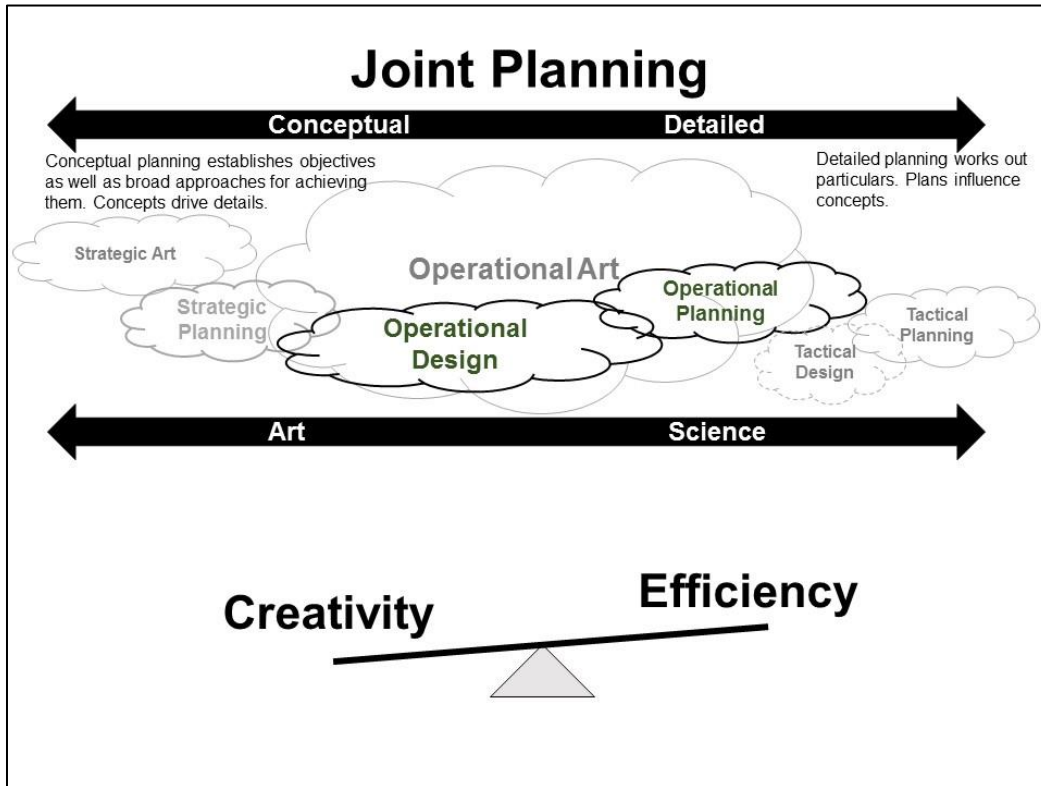 Joint Planning
Conceptual
Detailed
Conceptual planning establishes objectives
as well as broad approaches for achieving
them. Concepts drive details.
Detailed planning works out
particulars. Plans influence
concepts.
Strategic Art
Operational Art
Strategic
Planning
Operational
Design
Operational
Planning
Tactical
Planning
Tactical
Design
Art
Science
Creativity
Efficiency